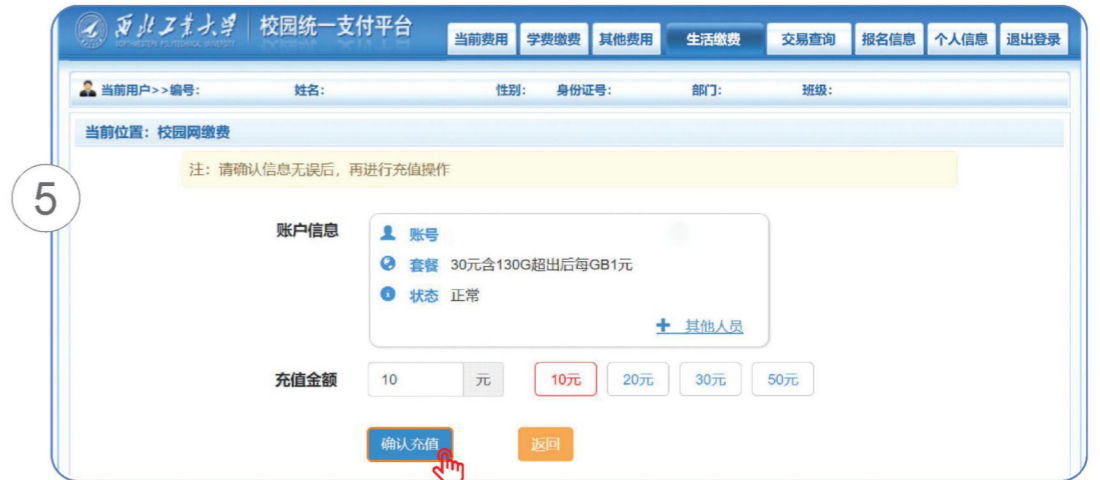 西北工业大学 校园统一支付平台
NORTHWESTERN POLYTECHNICAL UNIVERSITY
当前费用 学费缴费 其他费用 生活缴费 交易查询 报名信息 个人信息 退出登录
当前用户>>编号: 姓名: 性别: 身份证号: 部门: 班级:
当前位置：校园网缴费
注：请确认信息无误后，再进行充值操作
5
账户信息
账号
套餐 30元含130G超出后每GB1元
状态 正常
+ 其他人员
充值金额 10 元 10元 20元 30元 50元
确认充值 返回